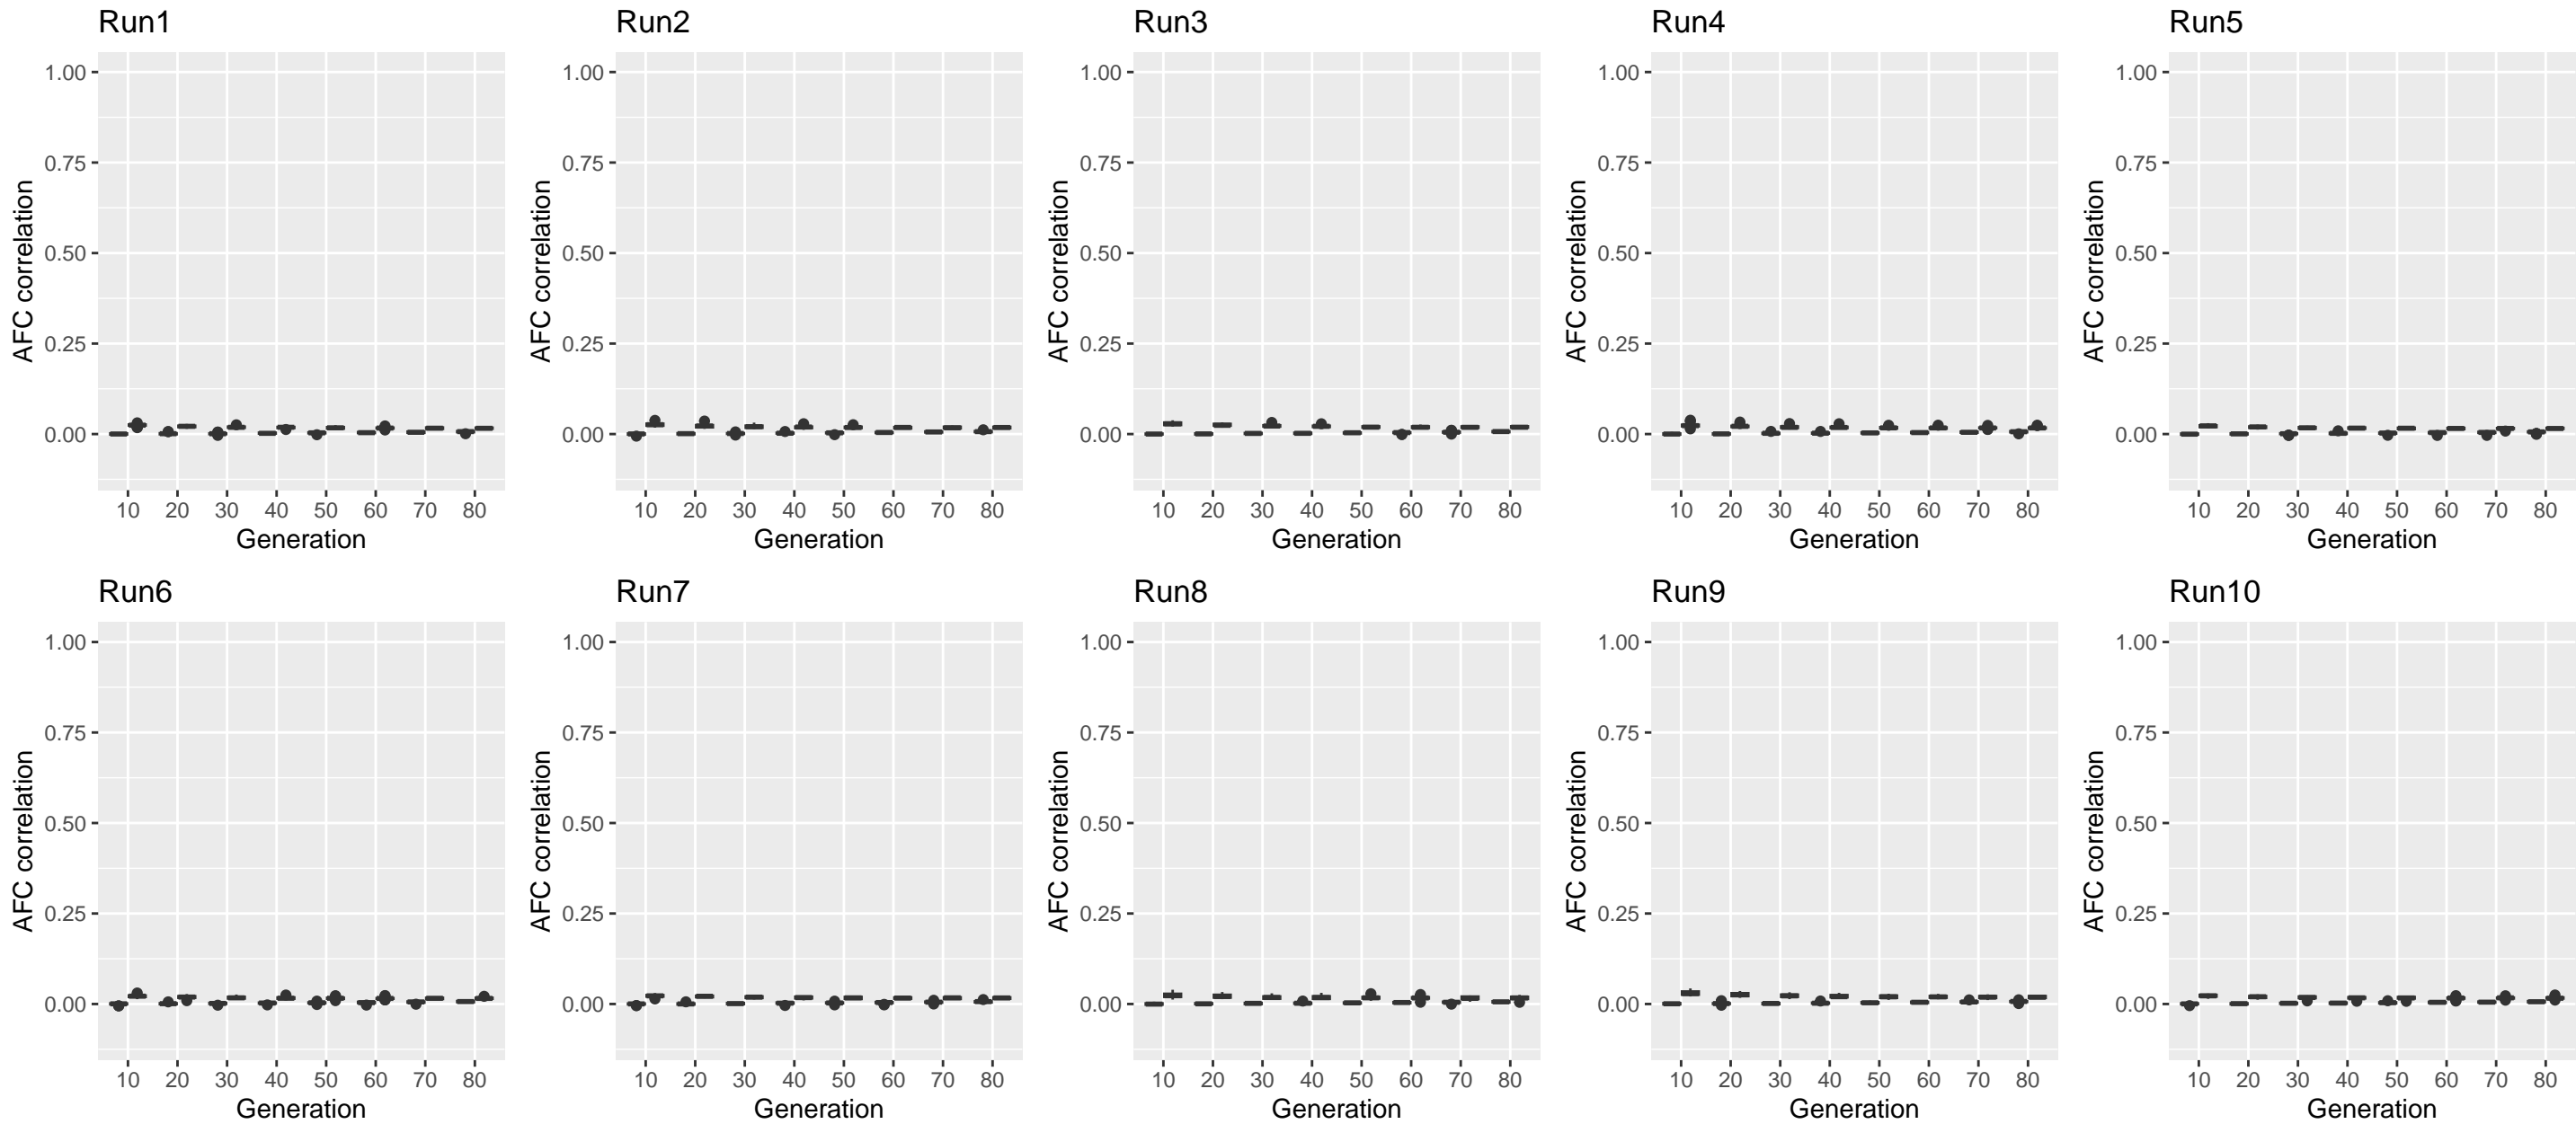 Run1 Run2 Run3 Run4 Run5
1.00 1.00 1.00 1.00 1.00
0.75 0.75 0.75 0.75 0.75
0.50 0.50 0.50 0.50 0.50
0.25 0.25 0.25 0.25 0.25
0.00 0.00 0.00 0.00 0.00
AFC correlation AFC correlation AFC correlation AFC correlation AFC correlation
10 20 30 40 50 60 70 80 10 20 30 40 50 60 70 80 10 20 30 40 50 60 70 80 10 20 30 40 50 60 70 80 10 20 30 40 50 60 70 80
Generation Generation Generation Generation Generation
Run6 Run7 Run8 Run9 Run10
1.00 1.00 1.00 1.00 1.00
0.75 0.75 0.75 0.75 0.75
0.50 0.50 0.50 0.50 0.50
0.25 0.25 0.25 0.25 0.25
0.00 0.00 0.00 0.00 0.00
AFC correlation AFC correlation AFC correlation AFC correlation AFC correlation
10 20 30 40 50 60 70 80 10 20 30 40 50 60 70 80 10 20 30 40 50 60 70 80 10 20 30 40 50 60 70 80 10 20 30 40 50 60 70 80
Generation Generation Generation Generation Generation